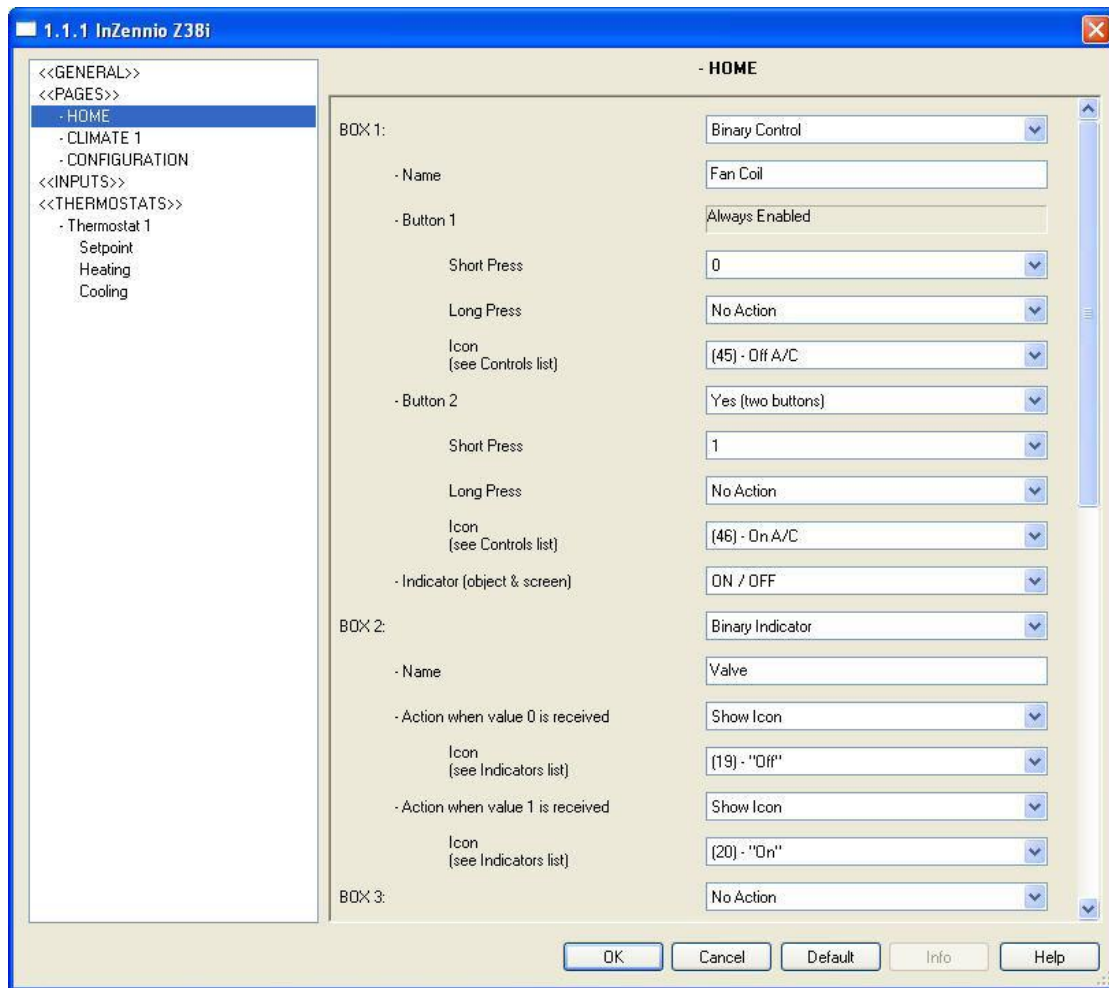 1.1.1 InZennio Z38i
<<GENERAL>>
<<PAGES>>
- HOME
- CLIMATE 1
- CONFIGURATION
<<INPUTS>>
<<THERMOSTATS>>
- Thermostat 1
Setpoint
Heating
Cooling
- HOME
BOX 1: Binary Control
- Name Fan Coil
- Button 1 Always Enabled
Short Press 0
Long Press No Action
Icon
(see Controls list) (45) - Off A/C
- Button 2 Yes (two buttons)
Short Press 1
Long Press No Action
Icon
(see Controls list) (46) - On A/C
- Indicator (object & screen) ON / OFF
BOX 2: Binary Indicator
- Name Valve
- Action when value 0 is received Show Icon
Icon
(see Indicators list) (19) - "Off"
- Action when value 1 is received Show Icon
Icon
(see Indicators list) (20) - "On"
BOX 3: No Action
OK Cancel Default Info Help